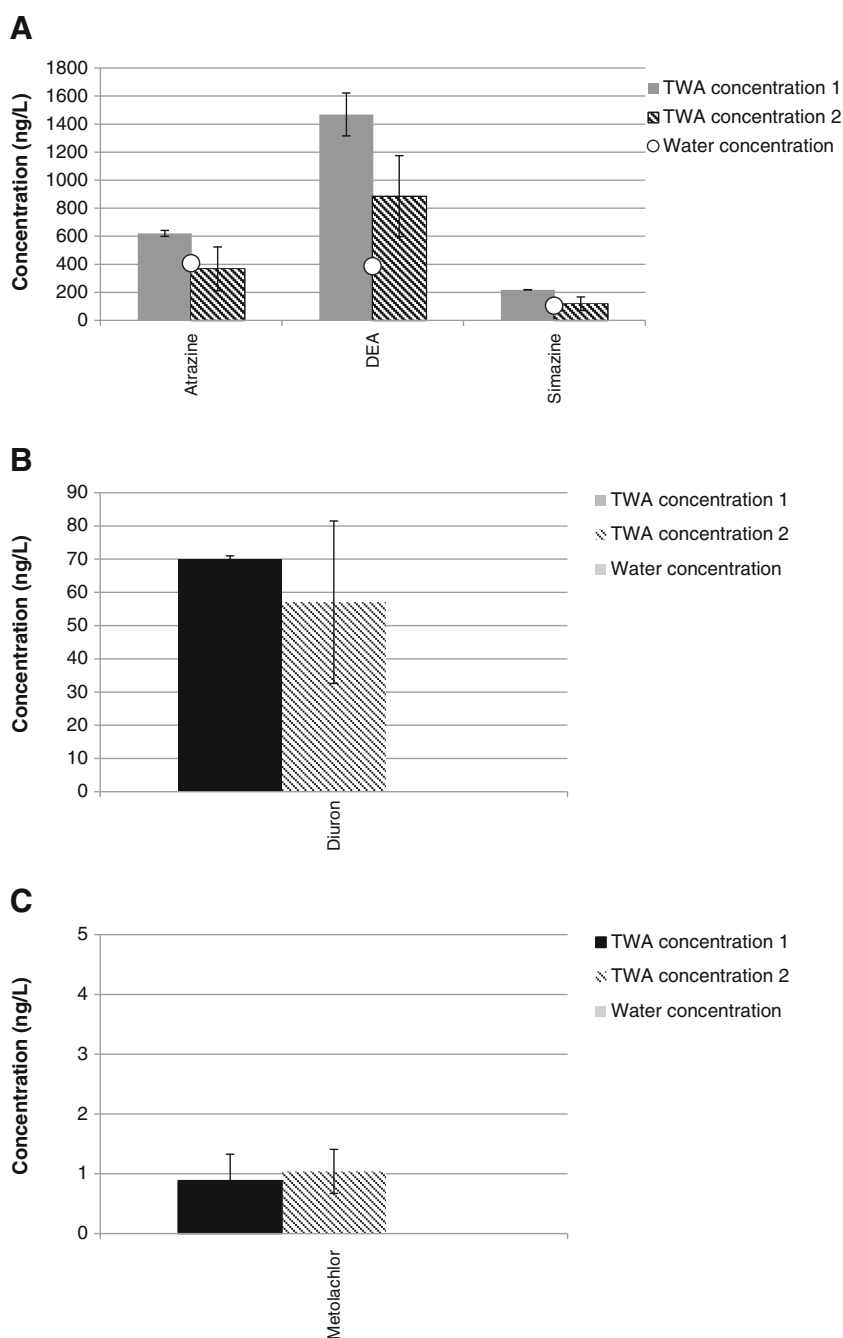 A
Concentration (ng/L)
1800
1600
1400
1200
1000
800
600
400
200
0
Atrazine
DEA
Simazine
TWA concentration 1
TWA concentration 2
Water concentration
B
Concentration (ng/L)
90
80
70
60
50
40
30
20
10
0
Diuron
TWA concentration 1
TWA concentration 2
Water concentration
C
Concentration (ng/L)
5
4
3
2
1
0
Metolachlor
TWA concentration 1
TWA concentration 2
Water concentration